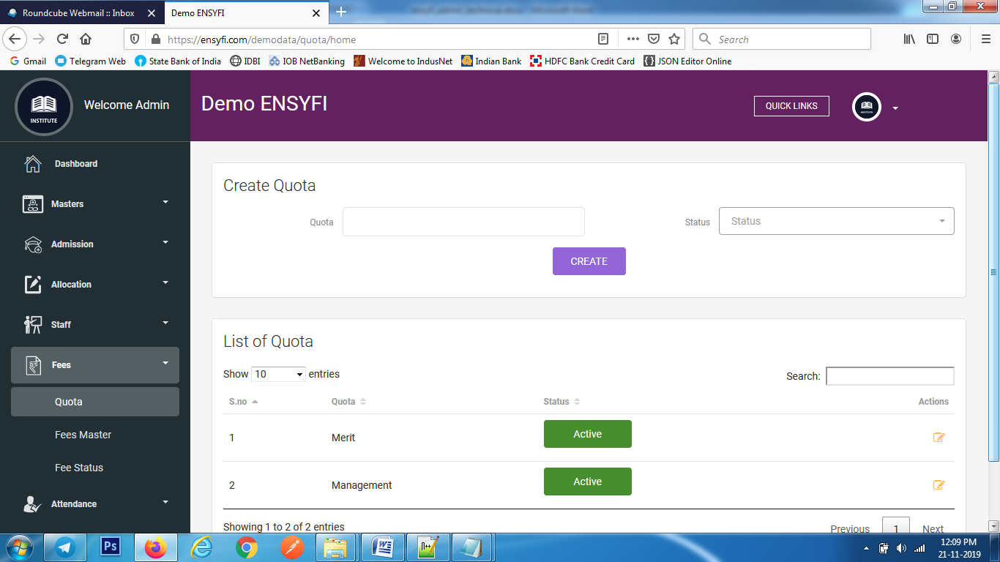 Roundcube Webmail :: Inbox
Demo ENSYFI
https://ensyfi.com/demodata/quota/home
Search
Gmail
Telegram Web
State Bank of India
IDBI
IOB NetBanking
Welcome to IndusNet
Indian Bank
HDFC Bank Credit Card
JSON Editor Online
INSTITUTE
Welcome Admin
Demo ENSYFI
QUICK LINKS
Dashboard
Masters
Admission
Allocation
Staff
Fees
Quota
Fees Master
Fee Status
Attendance
Create Quota
Quota
Status
Status
CREATE
List of Quota
Show 10 entries
Search:
S.no Quota Status Actions
1 Merit Active
2 Management Active
Showing 1 to 2 of 2 entries
Previous 1 Next
Ps
12:09 PM
21-11-2019